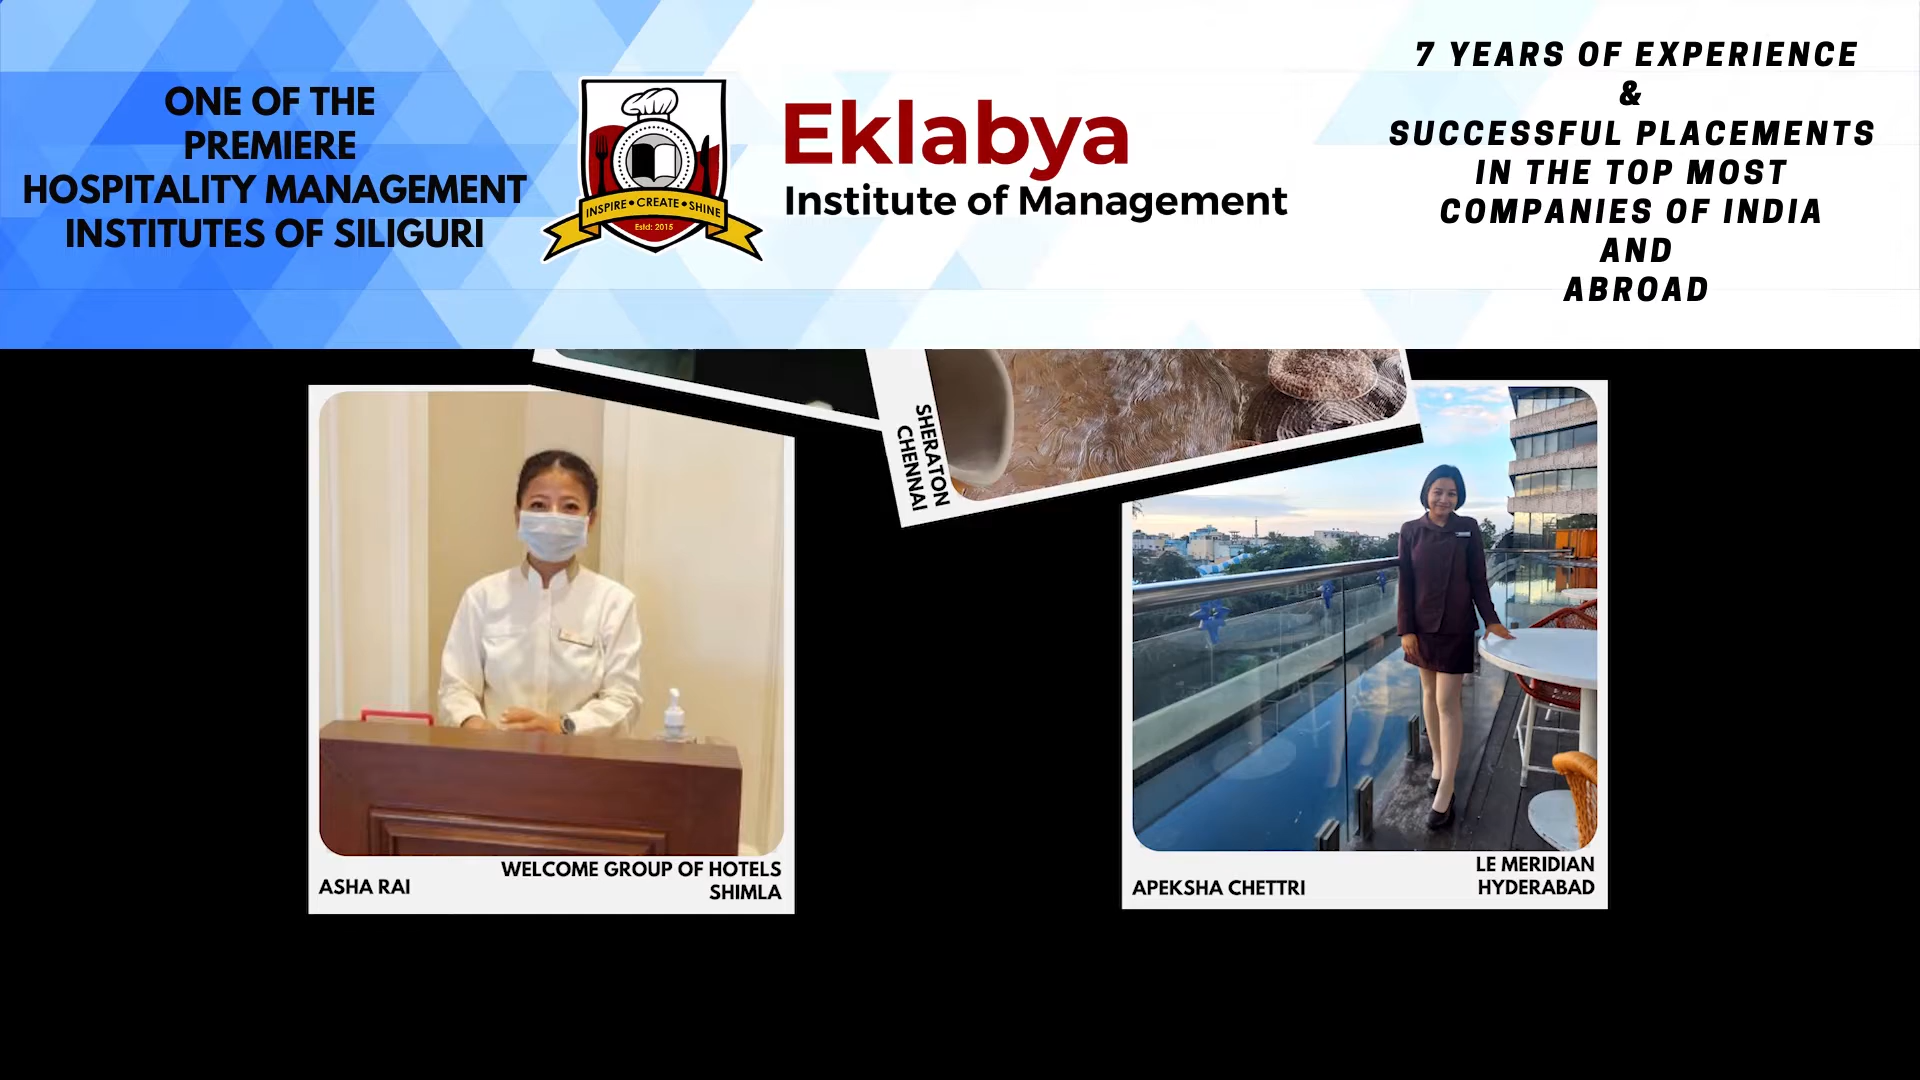 ONE OF THE
PREMIERE
HOSPITALITY MANAGEMENT
INSTITUTES OF SILIGURI
INSPIRE • CREATE • SHINE
Estd: 2015
Eklabya
Institute of Management
7 YEARS OF EXPERIENCE
&
SUCCESSFUL PLACEMENTS
IN THE TOP MOST
COMPANIES OF INDIA
AND
ABROAD
SHERATON
CHENNAI
ASHA RAI
WELCOME GROUP OF HOTELS
SHIMLA
APEKSHA CHETTRI
LE MERIDIAN
HYDERABAD